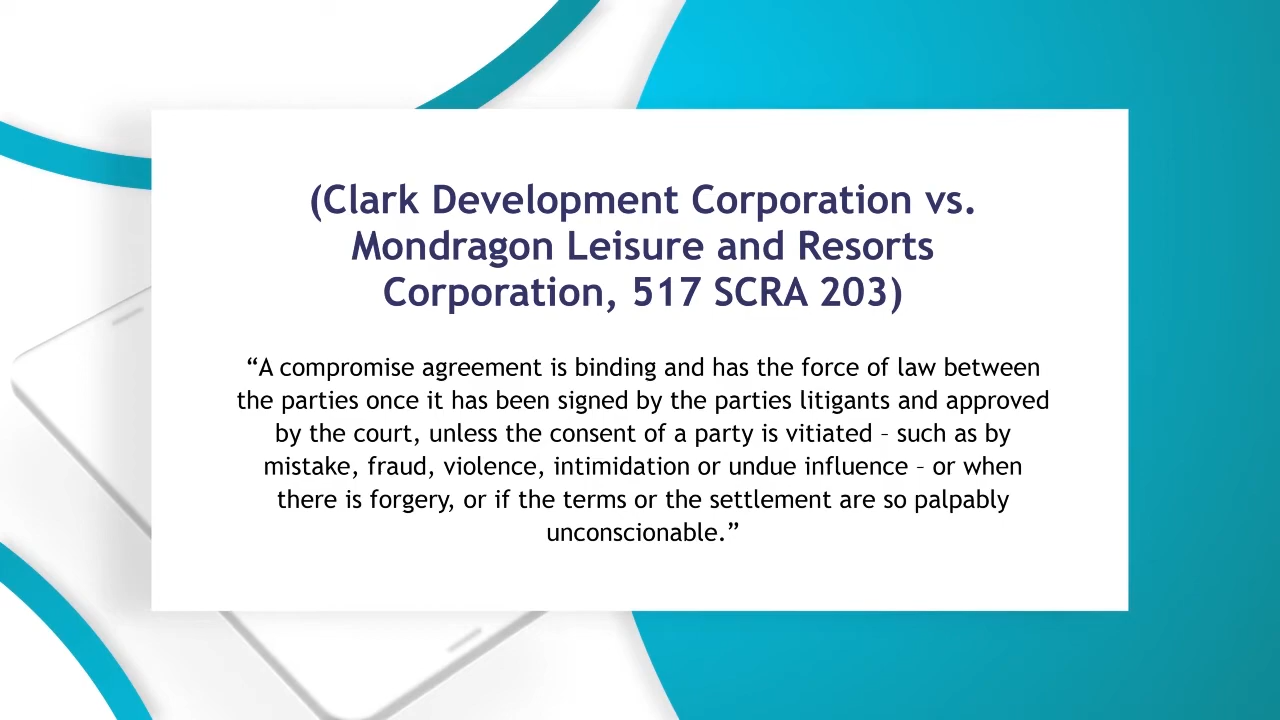 (Clark Development Corporation vs.
Mondragon Leisure and Resorts
Corporation, 517 SCRA 203)
“A compromise agreement is binding and has the force of law between
the parties once it has been signed by the parties litigants and approved
by the court, unless the consent of a party is vitiated – such as by
mistake, fraud, violence, intimidation or undue influence – or when
there is forgery, or if the terms or the settlement are so palpably
unconscionable.”